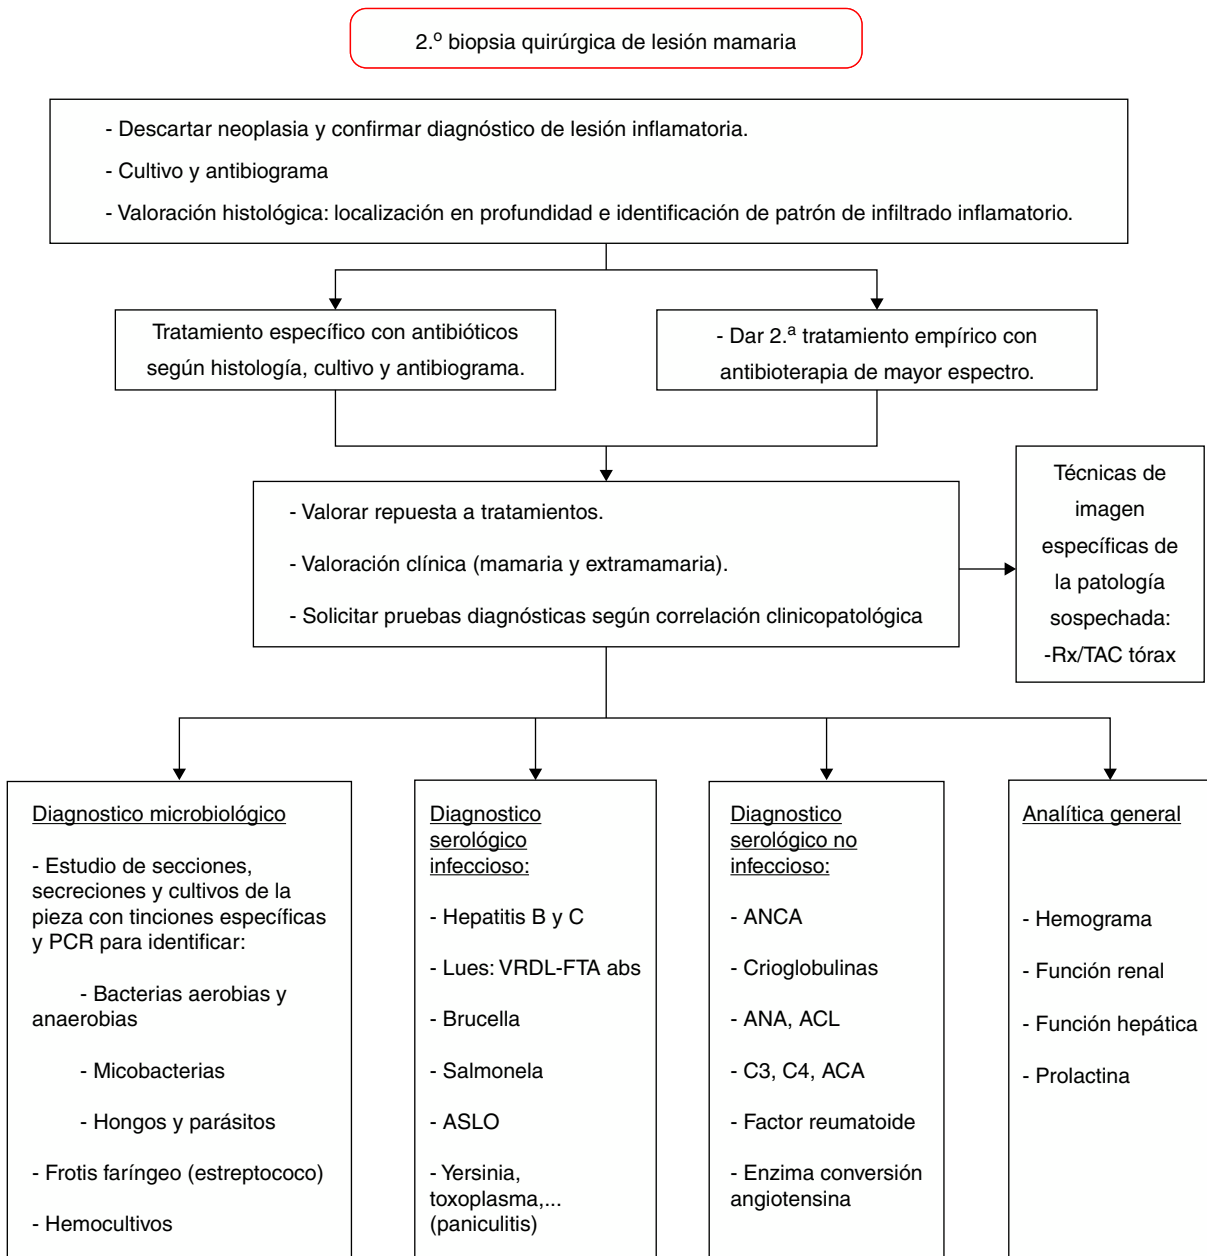 2.º biopsia quirúrgica de lesión mamaria
- Descartar neoplasia y confirmar diagnóstico de lesión inflamatoria.
- Cultivo y antibiograma
- Valoración histológica: localización en profundidad e identificación de patrón de infiltrado inflamatorio.
Tratamiento específico con antibióticos
según histología, cultivo y antibiograma.
- Dar 2.ª tratamiento empírico con
antibioterapia de mayor espectro.
- Valorar repuesta a tratamientos.
- Valoración clínica (mamaria y extramamaria).
- Solicitar pruebas diagnósticas según correlación clinicopatológica
Técnicas de
imagen
específicas de
la patología
sospechada:
-Rx/TAC tórax
Diagnostico microbiológico
- Estudio de secciones,
secreciones y cultivos de la
pieza con tinciones específicas
y PCR para identificar:
- Bacterias aerobias y
anaerobias
- Micobacterias
- Hongos y parásitos
- Frotis faríngeo (estreptococo)
- Hemocultivos
Diagnostico
serológico
infeccioso:
- Hepatitis B y C
- Lues: VRDL-FTA abs
- Brucella
- Salmonela
- ASLO
- Yersinia,
toxoplasma,...
(paniculitis)
Diagnostico
serológico no
infeccioso:
- ANCA
- Crioglobulinas
- ANA, ACL
- C3, C4, ACA
- Factor reumatoide
- Enzima conversión
angiotensina
Analítica general
- Hemograma
- Función renal
- Función hepática
- Prolactina